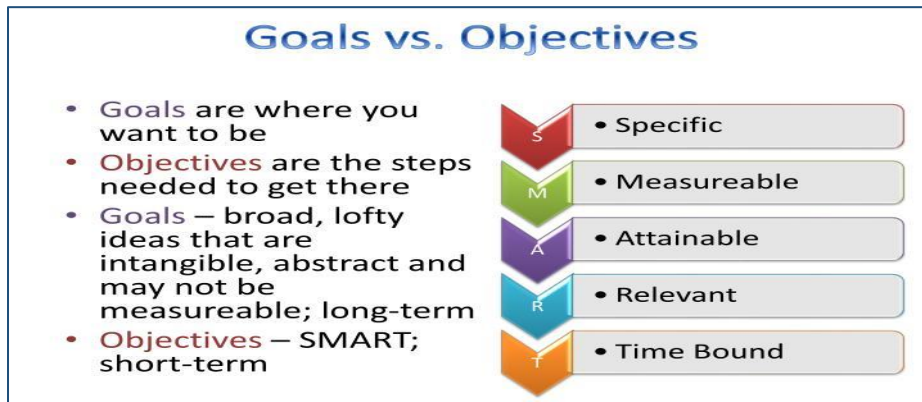 Goals vs. Objectives
• Goals are where you
want to be
• Objectives are the steps
needed to get there
• Goals – broad, lofty
ideas that are
intangible, abstract and
may not be
measureable; long-term
• Objectives – SMART;
short-term
S • Specific
M • Measureable
A • Attainable
R • Relevant
T • Time Bound